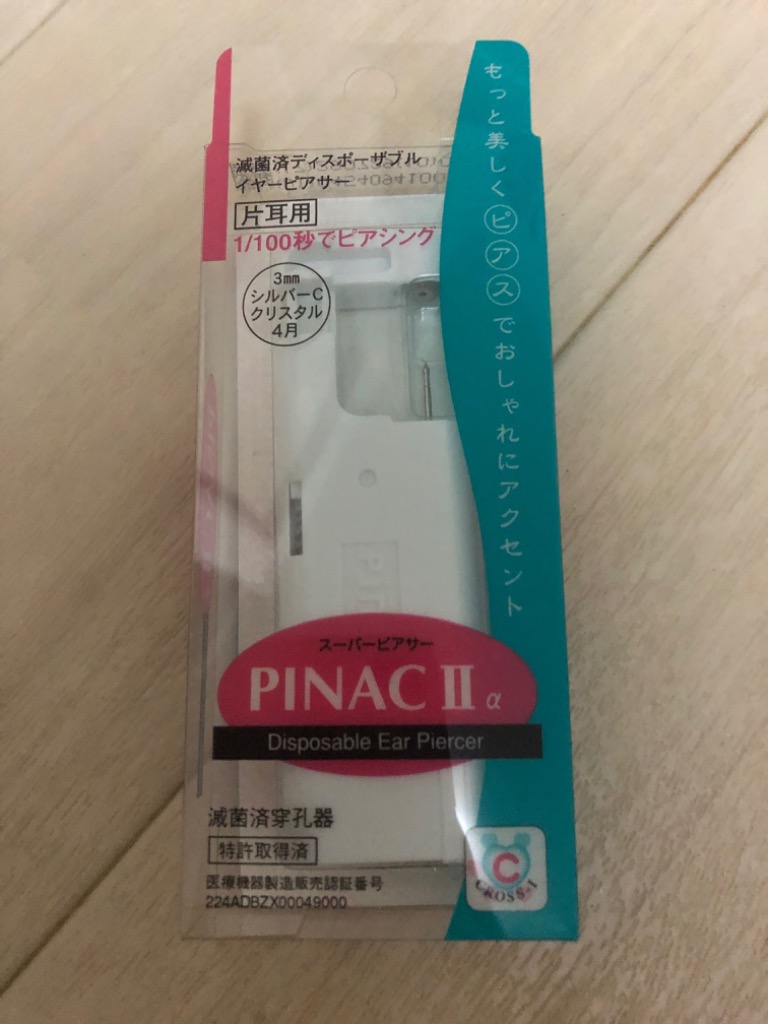 滅菌済ディスポーザブル
イヤーピアサー
片耳用
1/100秒でピアシング
3mm
シルバーC
クリスタル
4月
もっと美しくピアスでおしゃれにアクセント
スーパーピアサー
PINAC II α
Disposable Ear Piercer
滅菌済穿孔器
特許取得済
医療機器製造販売認証番号
224ADBZX00049000
C
CROSS-1